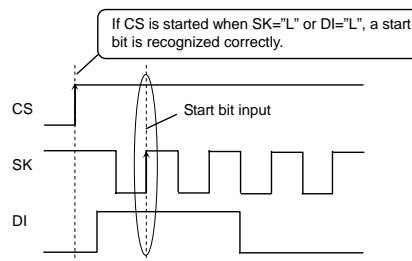 If CS is started when SK=”L” or DI=”L”, a start
bit is recognized correctly.
CS
Start bit input
SK
DI